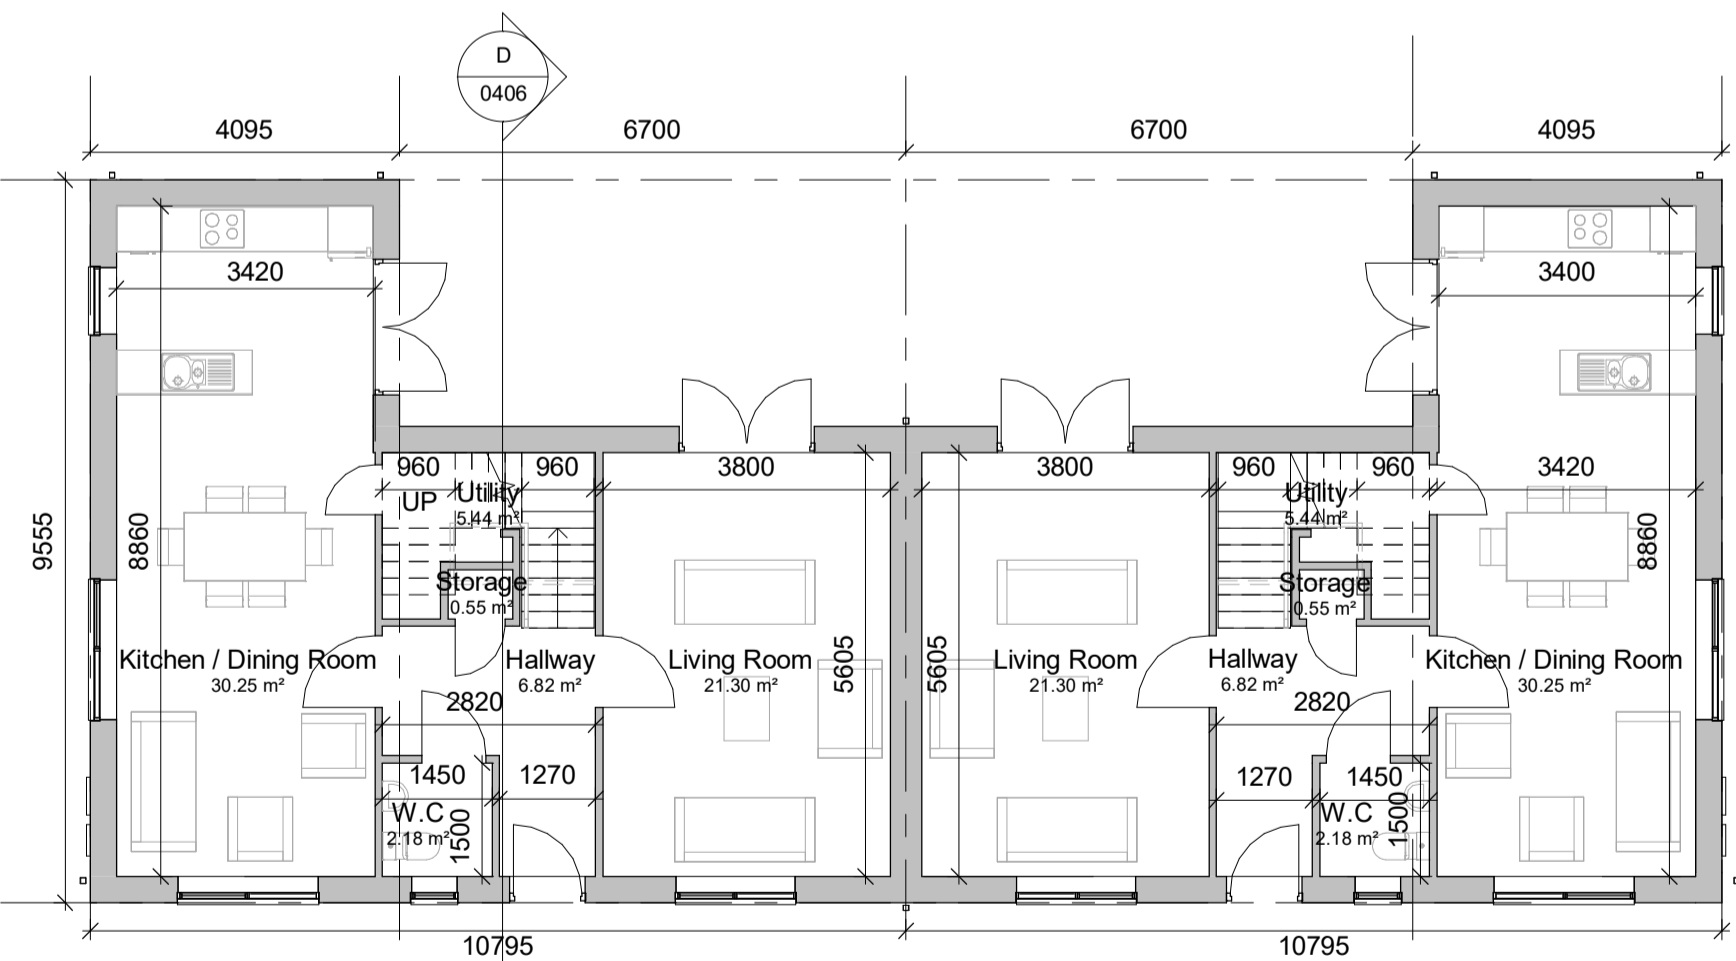 D
0406
4095
6700
6700
4095
3420
3400
960
960
3800
3800
960
960
3420
UP
Utility
5.44 m²
Utility
5.44 m²
9555
8860
8860
Storage
0.55 m²
Storage
0.55 m²
Kitchen / Dining Room
30.25 m²
Hallway
6.82 m²
Living Room
21.30 m²
5605
5605
Living Room
21.30 m²
Hallway
6.82 m²
Kitchen / Dining Room
30.25 m²
2820
2820
1450
1270
1270
1450
W.C
2.18 m²
1500
W.C
2.18 m²
1500
10795
10795